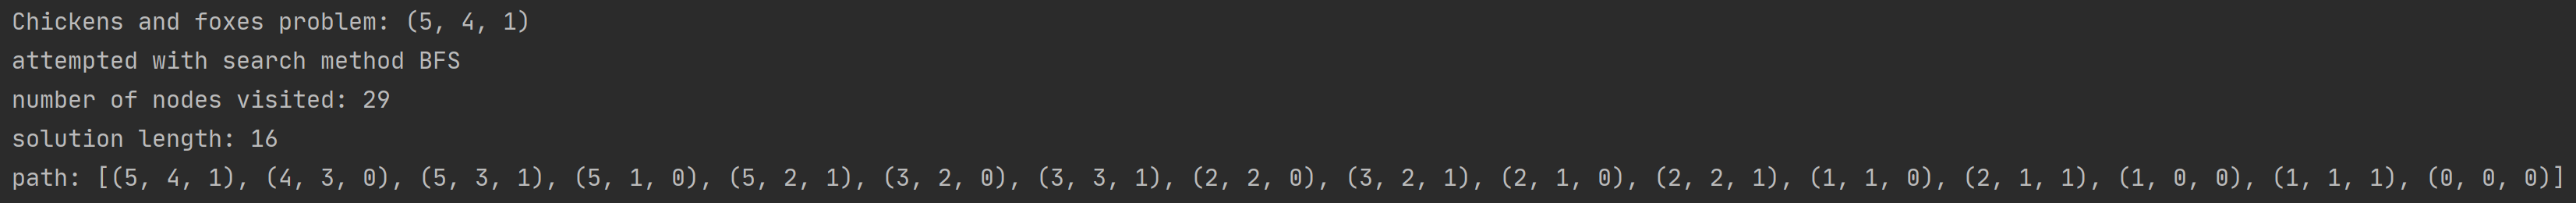 Chickens and foxes problem: (5, 4, 1)
attempted with search method BFS
number of nodes visited: 29
solution length: 16
path: [(5, 4, 1), (4, 3, 0), (5, 3, 1), (5, 1, 0), (5, 2, 1), (3, 2, 0), (3, 3, 1), (2, 2, 0), (3, 2, 1), (2, 1, 0), (2, 2, 1), (1, 1, 0), (2, 1, 1), (1, 0, 0), (1, 1, 1), (0, 0, 0)]